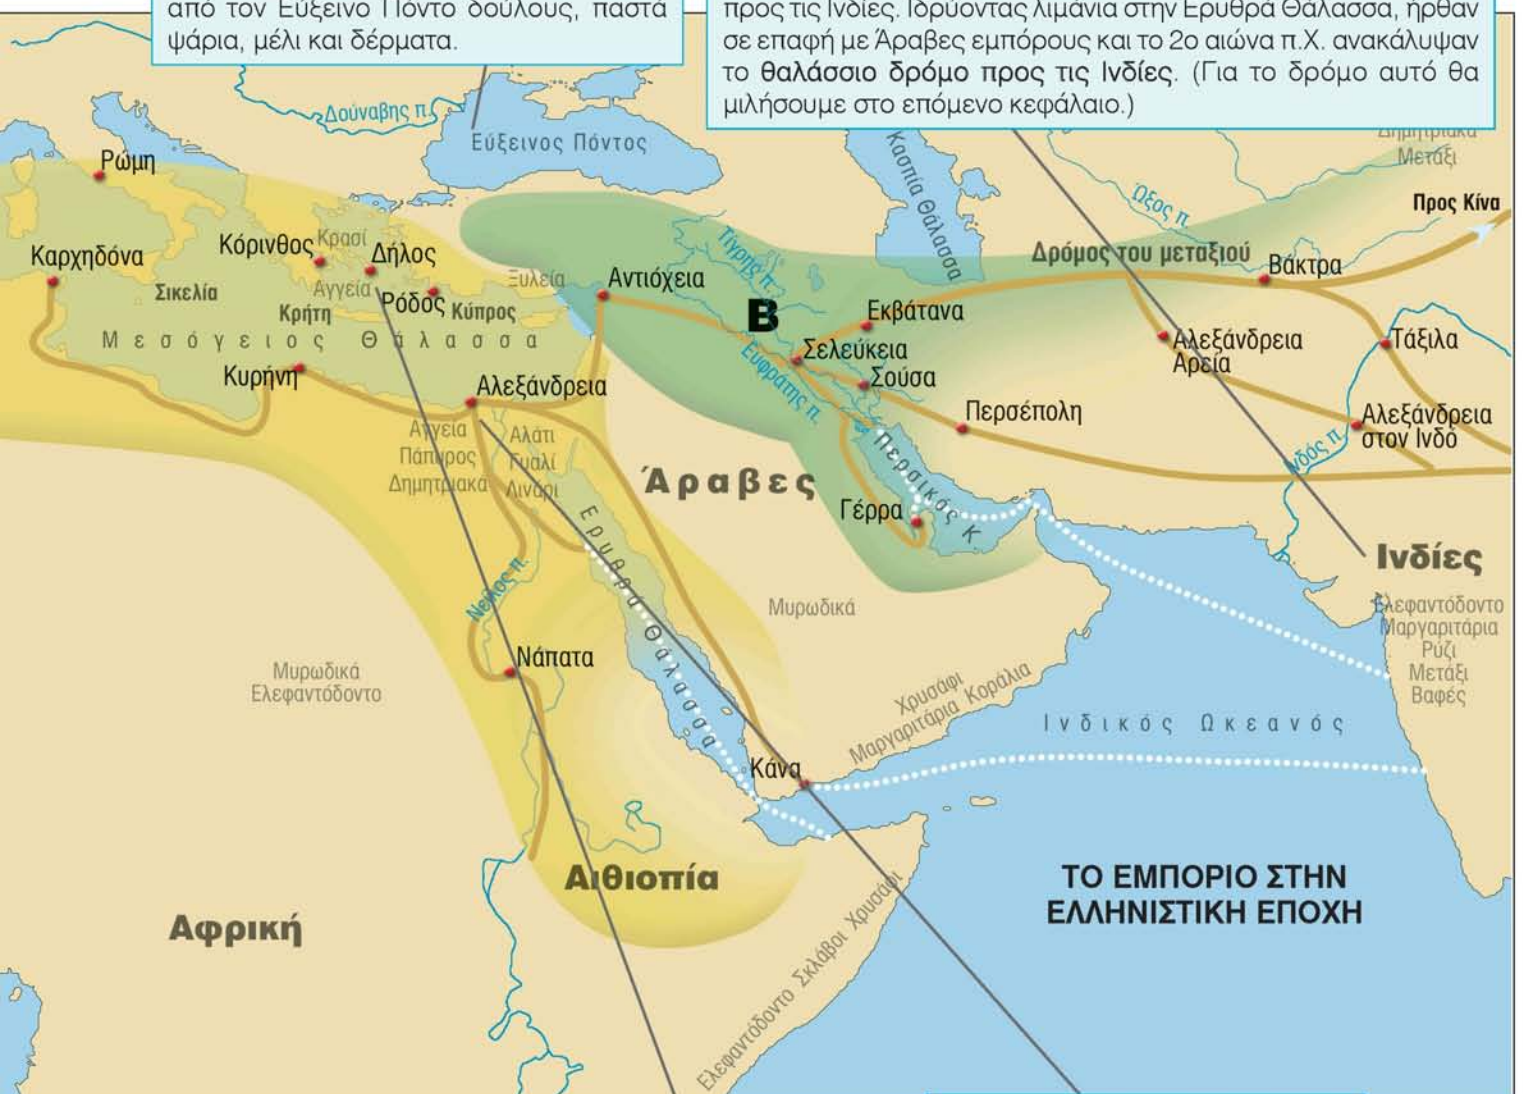 από τον Εύξεινο Πόντο δούλους, παστά
ψάρια, μέλι και δέρματα.
προς τις Ινδίες. Ιδρύοντας λιμάνια στην Ερυθρά Θάλασσα, ήρθαν
σε επαφή με Άραβες εμπόρους και το 2ο αιώνα π.Χ. ανακάλυψαν
το θαλάσσιο δρόμο προς τις Ινδίες. (Για το δρόμο αυτό θα
μιλήσουμε στο επόμενο κεφάλαιο.)
Δούναβης π.
Εύξεινος Πόντος
Κασπία Θάλασσα
Δημητριακά
Μετάξι
Ώξος π.
Προς Κίνα
Ρώμη
Καρχηδόνα
Κόρινθος
Κρασί
Δήλος
Αγγεία
Ρόδος
Σικελία
Κρήτη
Κύπρος
Ξυλεία
Αντιόχεια
Τίγρης π.
Β
Εκβάτανα
Δρόμος του μεταξιού
Βάκτρα
Μεσόγειος Θάλασσα
Σελεύκεια
Σούσα
Ευφράτης π.
Αλεξάνδρεια
Αρεία
Τάξιλα
Κυρήνη
Αλεξάνδρεια
Περσέπολη
Αλεξάνδρεια
στον Ινδό
Ινδός π.
Αγγεία
Πάπυρος
Δημητριακά
Αλάτι
Γυαλί
Λινάρι
Άραβες
Περσικός Κ.
Γέρρα
Ερυθρά Θάλασσα
Νείλος π.
Ινδίες
Ελεφαντόδοντο
Μαργαριτάρια
Ρύζι
Μετάξι
Βαφές
Μυρωδικά
Μυρωδικά
Ελεφαντόδοντο
Νάπατα
Χρυσάφι
Μαργαριτάρια Κοράλια
Ινδικός Ωκεανός
Κάνα
Αιθιοπία
Αφρική
Ελεφαντόδοντο Σκλάβοι Χρυσάφι
ΤΟ ΕΜΠΟΡΙΟ ΣΤΗΝ
ΕΛΛΗΝΙΣΤΙΚΗ ΕΠΟΧΗ